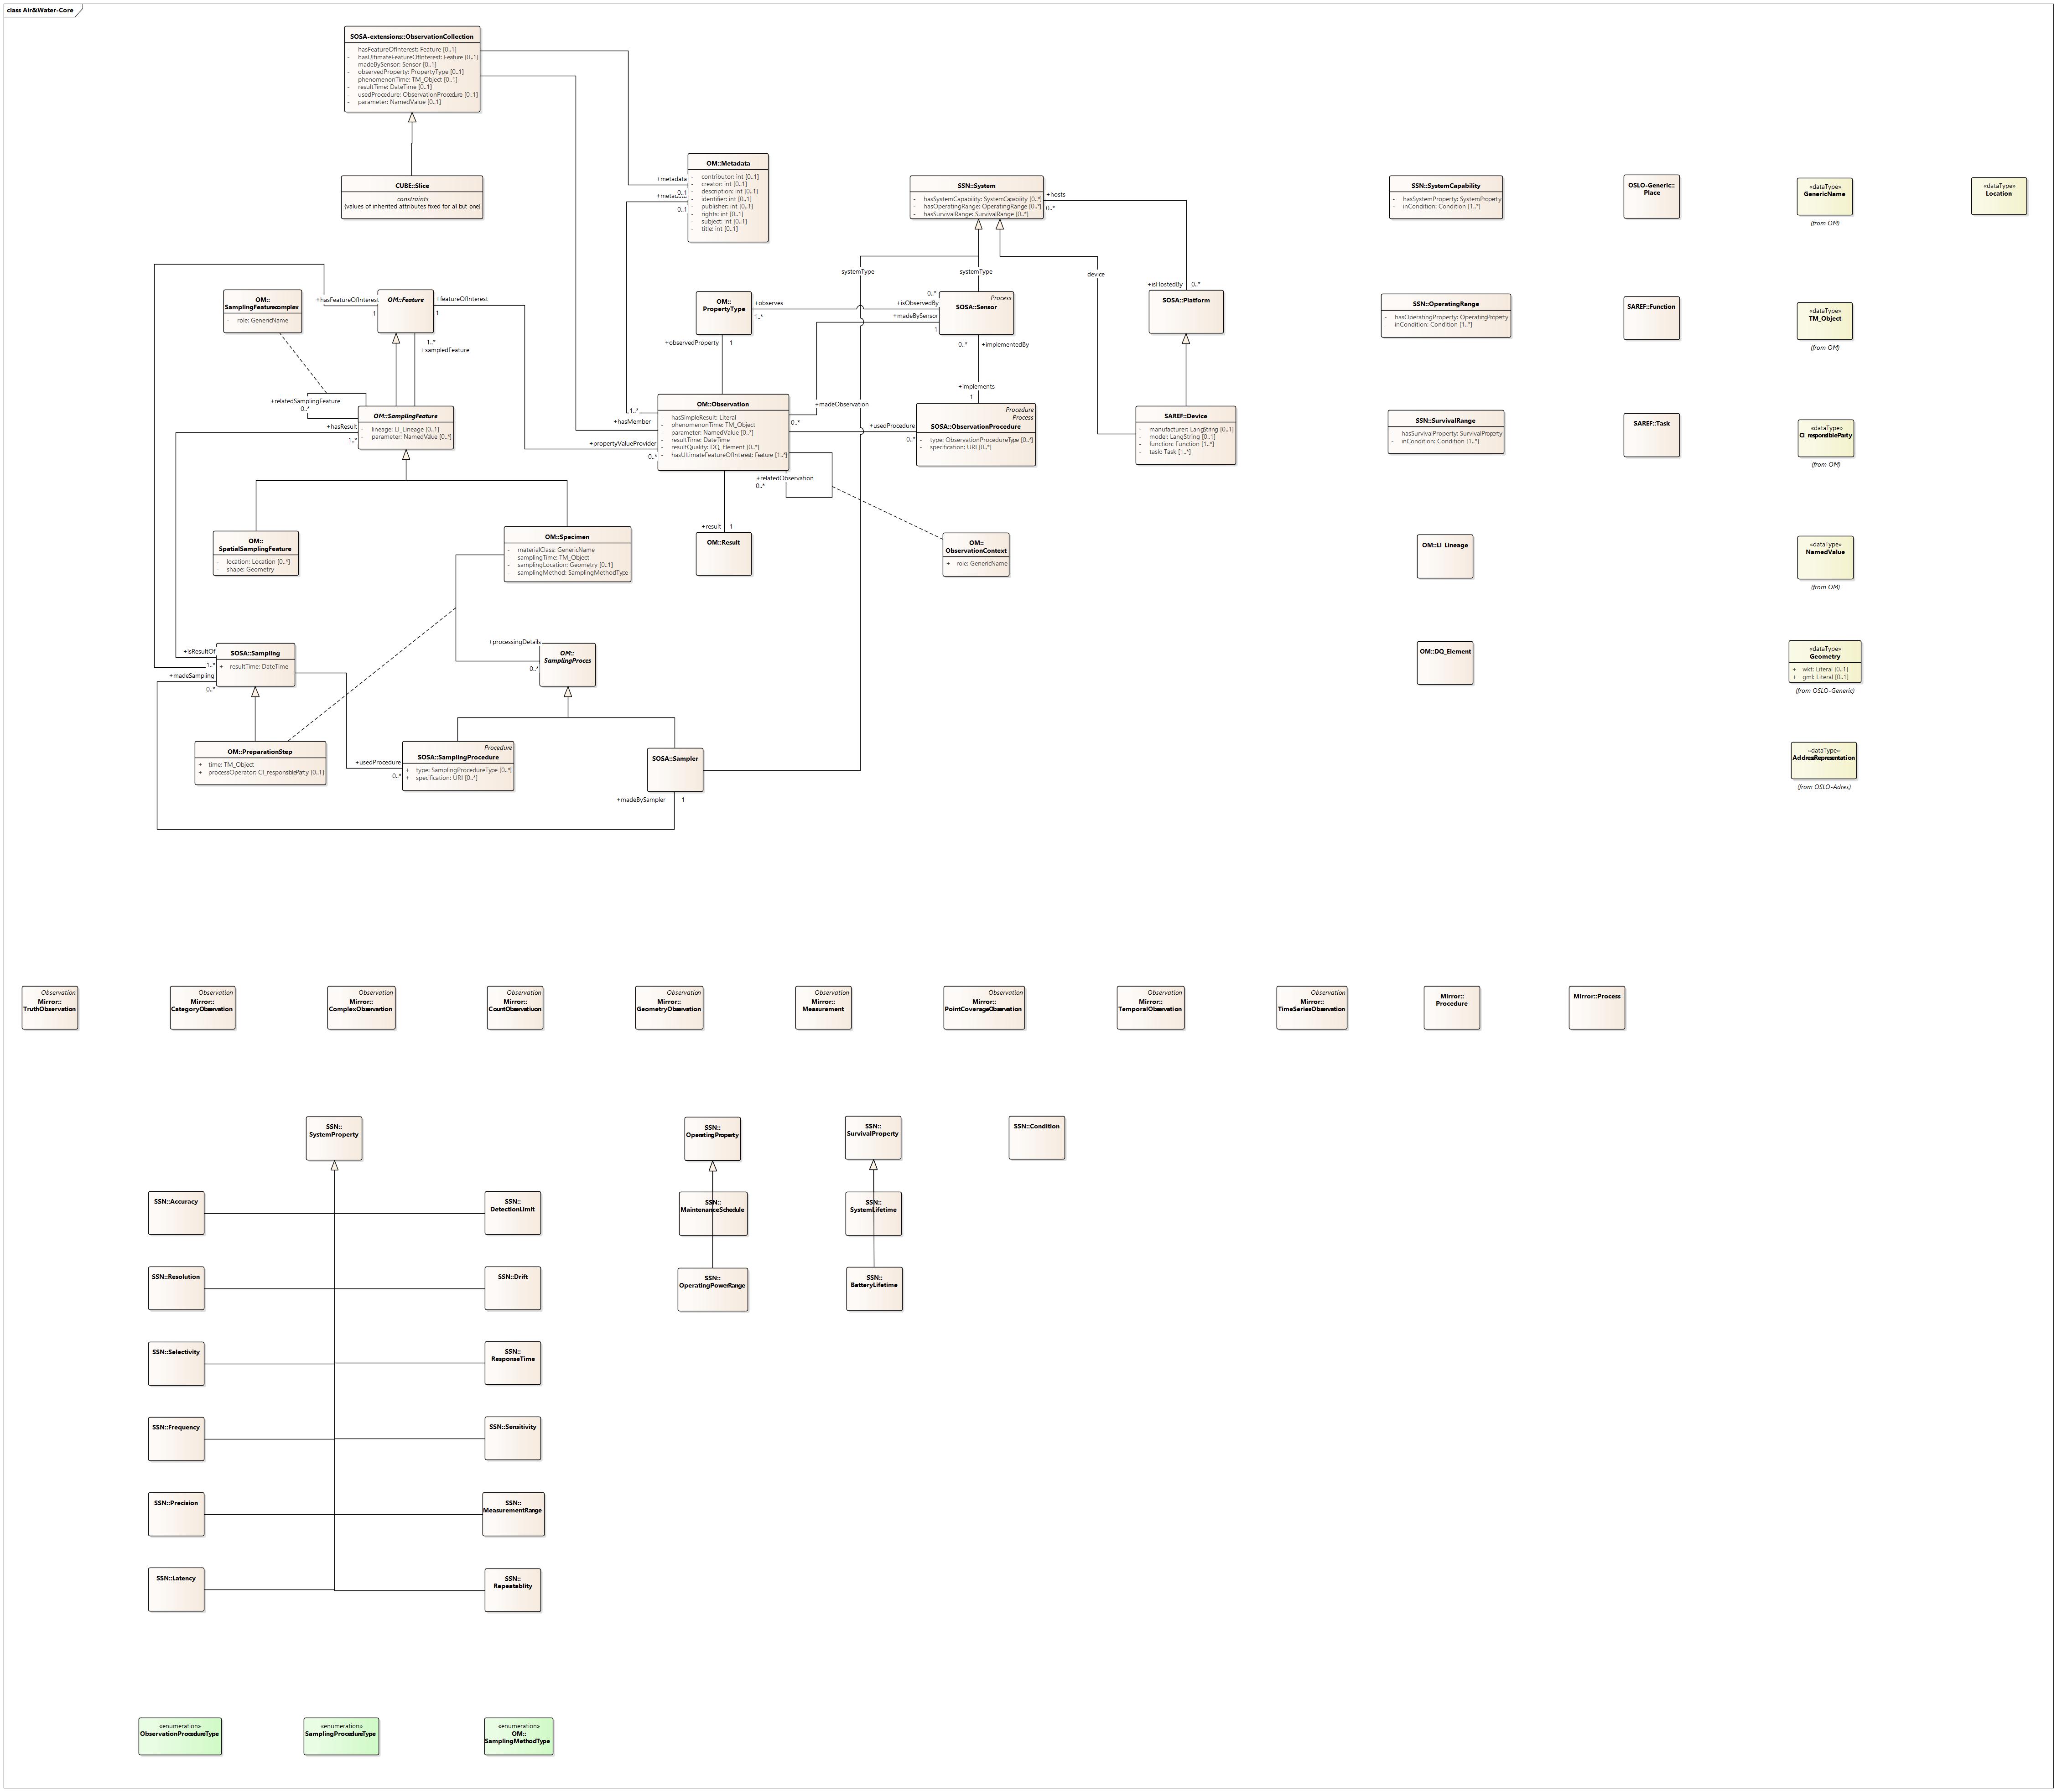 class Air&Water-Core
SOSA-extensions::ObservationCollection
- hasFeatureOfInterest: Feature [0..1]
- hasUltimateFeatureOfInterest: Feature [0..1]
- madeBySensor: Sensor [0..1]
- observedProperty: PropertyType [0..1]
- phenomenonTime: TM_Object [0..1]
- resultTime: DateTime [0..1]
- usedProcedure: ObservationProcedure [0..1]
- parameter: NamedValue [0..1]
CUBE::Slice
constraints
{values of inherited attributes fixed for all but one}
OM::Metadata
- contributor: int [0..1]
- creator: int [0..1]
- description: int [0..1]
- identifier: int [0..1]
- publisher: int [0..1]
- rights: int [0..1]
- subject: int [0..1]
- title: int [0..1]
+metadata
0..1
+metad...
0..1
SSN::System
- hasSystemCapability: SystemCapability [0..*]
- hasOperatingRange: OperatingRange [0..*]
- hasSurvivalRange: SurvivalRange [0..*]
+hosts
0..*
SSN::SystemCapability
- hasSystemProperty: SystemProperty
- inCondition: Condition [1..*]
OSLO-Generic::
Place
«dataType»
GenericName
(from OM)
«dataType»
Location
systemType
systemType
device
OM::
SamplingFeaturecomplex
- role: GenericName
+hasFeatureOfInterest
1
OM::Feature
+featureOfInterest
1
1..*
+sampledFeature
OM::
PropertyType
+observes
1..*
0..*
+isObservedBy
+madeBySensor
1
Process
SOSA::Sensor
+isHostedBy
0..*
SOSA::Platform
SSN::OperatingRange
- hasOperatingProperty: OperatingProperty
- inCondition: Condition [1..*]
SAREF::Function
«dataType»
TM_Object
(from OM)
+observedProperty
1
0..*
+implementedBy
+implements
1
+relatedSamplingFeature
0..*
OM::SamplingFeature
- lineage: LI_Lineage [0..1]
- parameter: NamedValue [0..*]
+hasResult
1..*
1..*
+hasMember
+propertyValueProvider
0..*
OM::Observation
- hasSimpleResult: Literal
- phenomenonTime: TM_Object
- parameter: NamedValue [0..*]
- resultTime: DateTime
- resultQuality: DQ_Element [0..*]
- hasUltimateFeatureOfInterest: Feature [1..*]
+madeObservation
0..*
+usedProcedure
0..*
Procedure
Process
SOSA::ObservationProcedure
- type: ObservationProcedureType [0..*]
- specification: URI [0..*]
SAREF::Device
- manufacturer: LangString [0..1]
- model: LangString [0..1]
- function: Function [1..*]
- task: Task [1..*]
SSN::SurvivalRange
- hasSurvivalProperty: SurvivalProperty
- inCondition: Condition [1..*]
SAREF::Task
«dataType»
CI_responsibleParty
(from OM)
+relatedObservation
0..*
+result
1
OM::
SpatialSamplingFeature
- location: Location [0..*]
- shape: Geometry
OM::Specimen
- materialClass: GenericName
- samplingTime: TM_Object
- samplingLocation: Geometry [0..1]
- samplingMethod: SamplingMethodType
OM::Result
OM::
ObservationContext
+ role: GenericName
OM::LI_Lineage
«dataType»
NamedValue
(from OM)
+isResultOf
1..*
+madeSampling
0..*
SOSA::Sampling
+ resultTime: DateTime
+processingDetails
0..*
OM::
SamplingProces
OM::DQ_Element
«dataType»
Geometry
+ wkt: Literal [0..1]
+ gml: Literal [0..1]
(from OSLO-Generic)
OM::PreparationStep
+ time: TM_Object
+ processOperator: CI_responsibleParty [0..1]
+usedProcedure
0..*
Procedure
SOSA::SamplingProcedure
+ type: SamplingProcedureType [0..*]
+ specification: URI [0..*]
SOSA::Sampler
+madeBySampler
1
«dataType»
AddressRepresentation
(from OSLO-Adres)
Observation
Mirror::
TruthObservation
Observation
Mirror::
CategoryObservation
Observation
Mirror::
ComplexObservartion
Observation
Mirror::
CountObservatiuon
Observation
Mirror::
GeometryObservation
Observation
Mirror::
Measurement
Observation
Mirror::
PointCoverageObservation
Observation
Mirror::
TemporalObservation
Observation
Mirror::
TimeSeriesObservation
Mirror::
Procedure
Mirror::Process
SSN::
SystemProperty
SSN::
OperatingProperty
SSN::
SurvivalProperty
SSN::Condition
SSN::Accuracy
SSN::
DetectionLimit
SSN::
MaintenanceSchedule
SSN::
SystemLifetime
SSN::Resolution
SSN::Drift
SSN::
OperatingPowerRange
SSN::
BatteryLifetime
SSN::Selectivity
SSN::
ResponseTime
SSN::Frequency
SSN::Sensitivity
SSN::Precision
SSN::
MeasurementRange
SSN::Latency
SSN::
Repeatablity
«enumeration»
ObservationProcedureType
«enumeration»
SamplingProcedureType
«enumeration»
OM::
SamplingMethodType